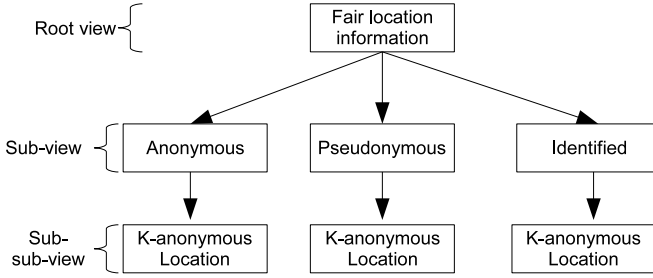 Root view
Fair location
information
Sub-view
Anonymous
Pseudonymous
Identified
Sub-
sub-view
K-anonymous
Location
K-anonymous
Location
K-anonymous
Location